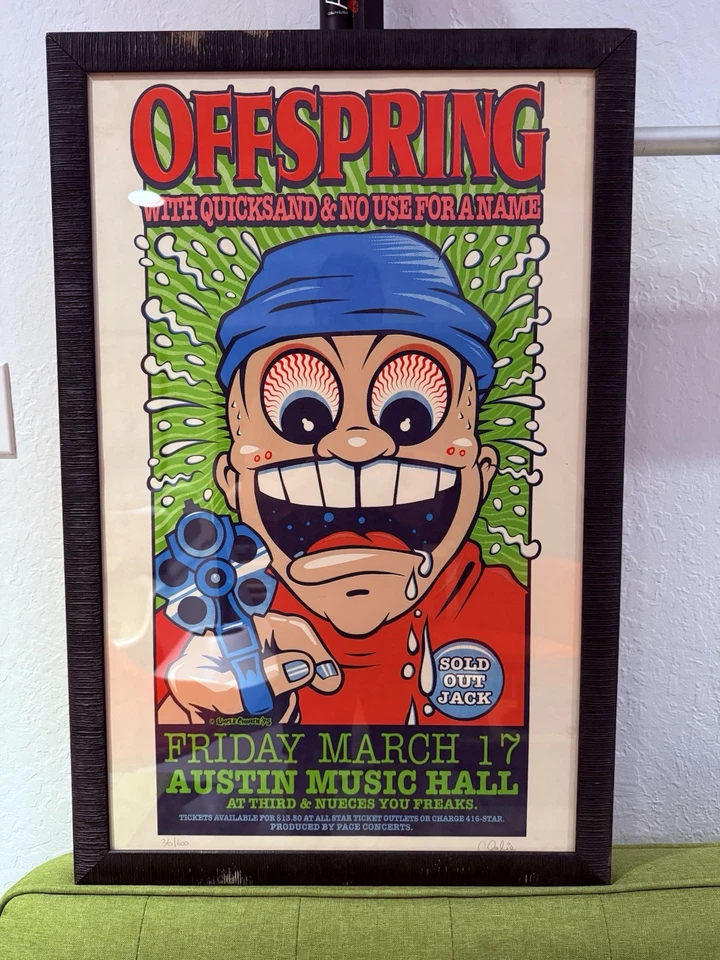 OFFSPRING
WITH QUICKSAND & NO USE FOR A NAME
SOLD
OUT
JACK
FRIDAY MARCH 17
AUSTIN MUSIC HALL
AT THIRD & NUECES YOU FREAKS.
TICKETS AVAILABLE FOR $13.50 AT ALL STAR TICKET OUTLETS OR CHARGE 416-STAR.
PRODUCED BY PACE CONCERTS.